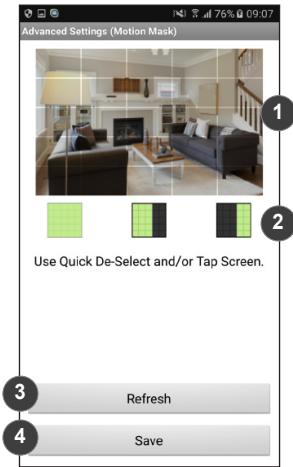 76% 09:07
Advanced Settings (Motion Mask)
1
2
Use Quick De-Select and/or Tap Screen.
3
Refresh
4
Save